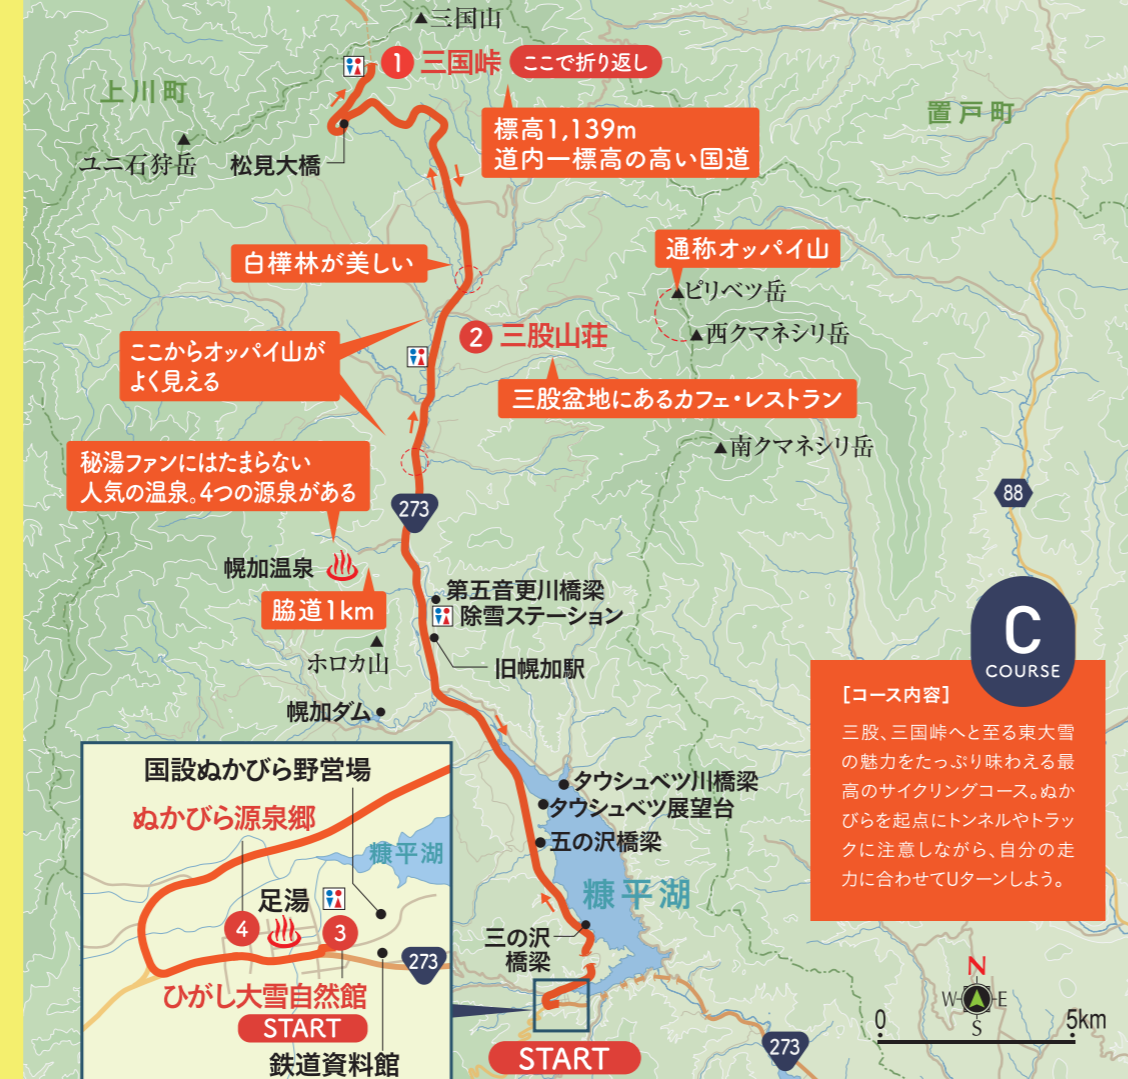 ▲三国山
1 三国峠 ここで折り返し
上川町
置戸町
標高1,139m
道内一標高の高い国道
ユニ石狩岳
松見大橋
白樺林が美しい
通称オッパイ山
▲ピリベツ岳
▲西クマネシリ岳
2 三股山荘
ここからオッパイ山が
よく見える
三股盆地にあるカフェ・レストラン
▲南クマネシリ岳
秘湯ファンにはたまらない
人気の温泉。4つの源泉がある
88
273
幌加温泉
脇道1km
第五音更川橋梁
除雪ステーション
ホロカ山
旧幌加駅
幌加ダム
C
COURSE
[コース内容]
三股、三国峠へと至る東大雪
の魅力をたっぷり味わえる最
高のサイクリングコース。ぬか
びらを起点にトンネルやトラッ
クに注意しながら、自分の走
力に合わせてUターンしよう。
タウシュベツ川橋梁
タウシュベツ展望台
五の沢橋梁
糠平湖
三の沢
橋梁
国設ぬかびら野営場
ぬかびら源泉郷
糠平湖
足湯
4
3
273
ひがし大雪自然館
START
鉄道資料館
START
273
N
W
E
S
0
5km